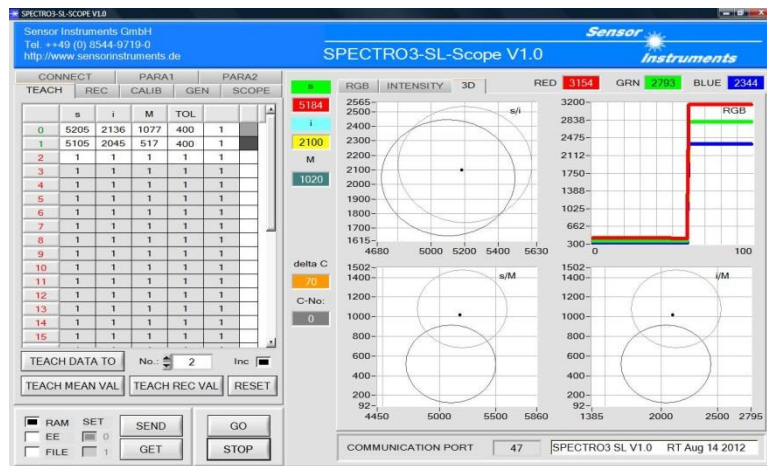 SPECTRO3-SL-SCOPE V1.0
Sensor Instruments GmbH
Tel. ++49 (0) 8544-9719-0
http://www.sensorinstruments.de
SPECTRO3-SL-Scope V1.0
Sensor
Instruments
CONNECT PARA1 PARA2
TEACH REC CALIB GEN SCOPE
s i M TOL
0 5205 2136 1077 400 1
1 5105 2045 517 400 1
2 1 1 1 1 1
3 1 1 1 1 1
4 1 1 1 1 1
5 1 1 1 1 1
6 1 1 1 1 1
7 1 1 1 1 1
8 1 1 1 1 1
9 1 1 1 1 1
10 1 1 1 1 1
11 1 1 1 1 1
12 1 1 1 1 1
13 1 1 1 1 1
14 1 1 1 1 1
15 1 1 1 1 1
TEACH DATA TO No.: 2 Inc
TEACH MEAN VAL TEACH REC VAL RESET
RAM SET SEND GO
EE 0
FILE 1 GET STOP
s
5184
i
2100
M
1020
delta C
70
C-No:
0
RGB INTENSITY 3D RED 3154 GRN 2793 BLUE 2344
s/i
2565
2500
2400
2300
2200
2100
2000
1900
1800
1700
1615
4680 5000 5200 5400 5630
RGB
3200
2838
2475
2112
1750
1388
1025
662
300
0 100
s/M
1502
1400
1200
1000
800
600
400
200
92
4450 5000 5500 5860
i/M
1502
1400
1200
1000
800
600
400
200
92
1385 2000 2500 2795
COMMUNICATION PORT 47 SPECTRO3 SL V1.0 RT Aug 14 2012